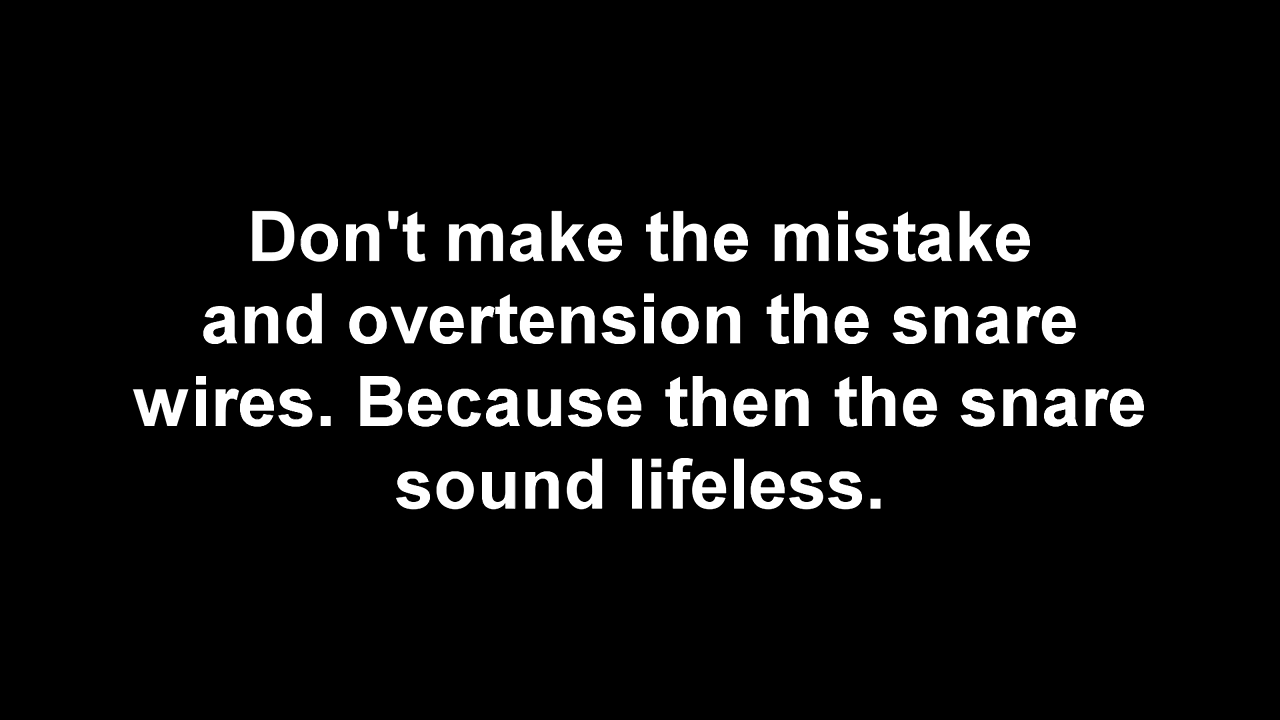 Don't make the mistake
and overtension the snare
wires. Because then the snare
sound lifeless.